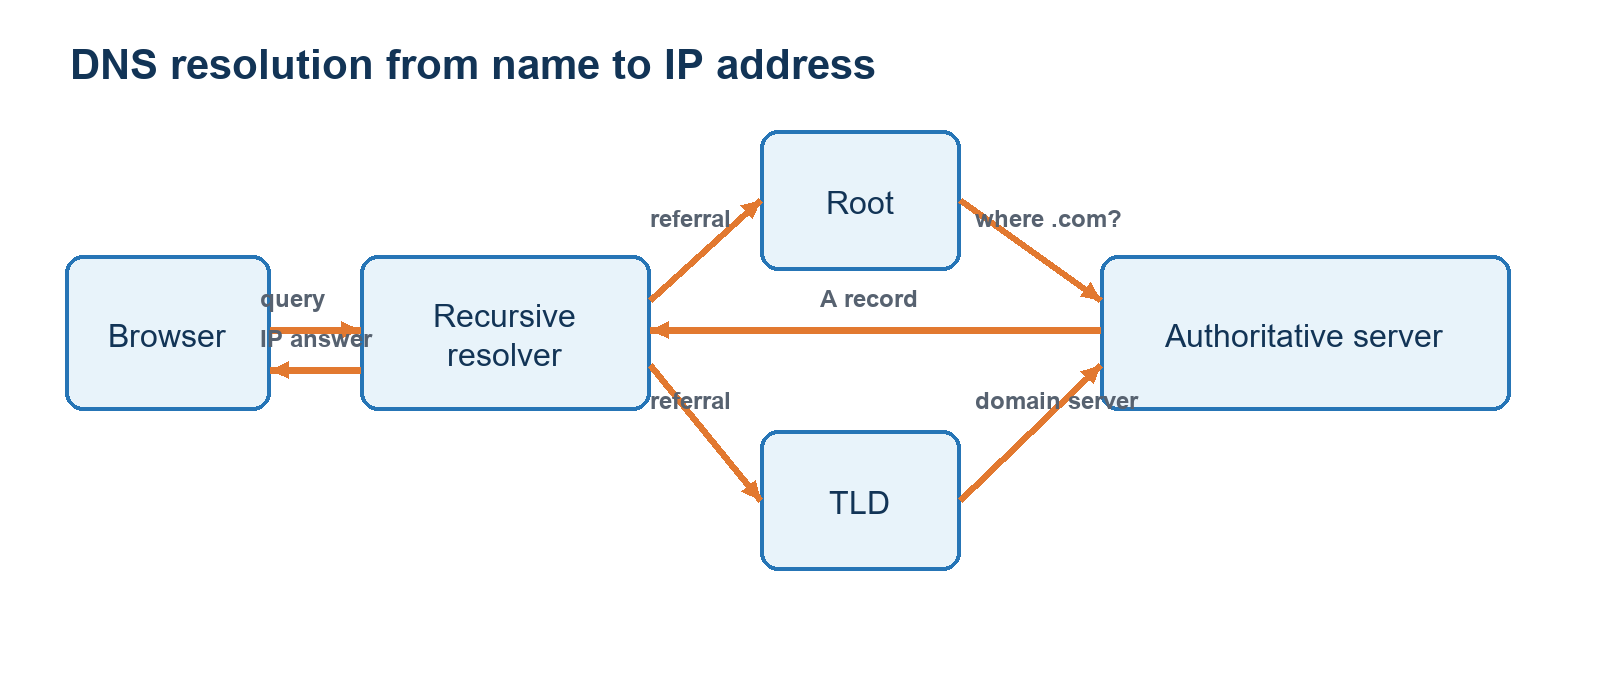 DNS resolution from name to IP address
Root
referral
where .com?
query
A record
Browser
IP answer
Recursive
resolver
Authoritative server
referral
domain server
TLD